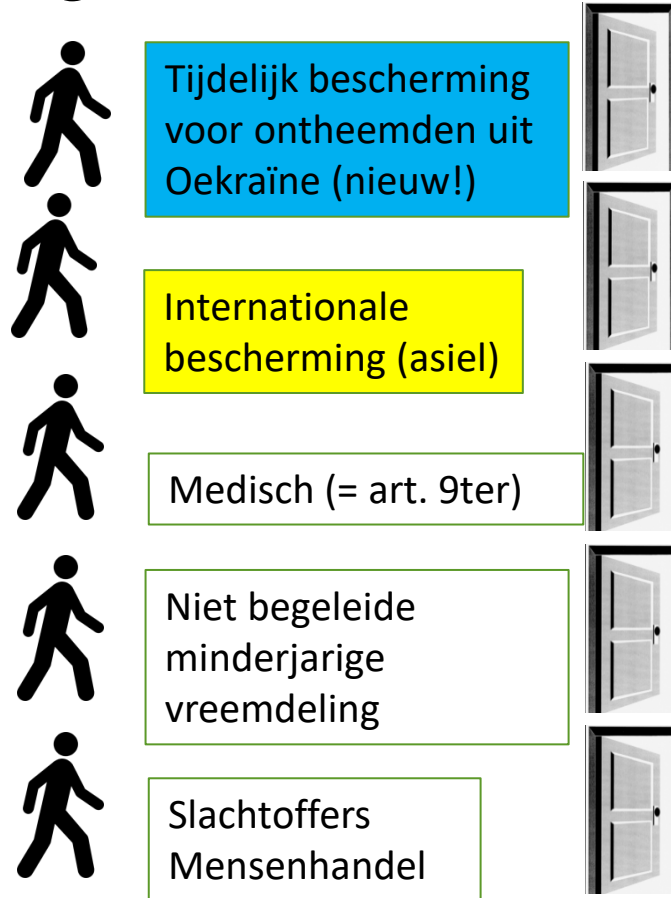 Tijdelijk bescherming
voor ontheemden uit
Oekraïne (nieuw!)
Internationale
bescherming (asiel)
Medisch (= art. 9ter)
Niet begeleide
minderjarige
vreemdeling
Slachtoffers
Mensenhandel